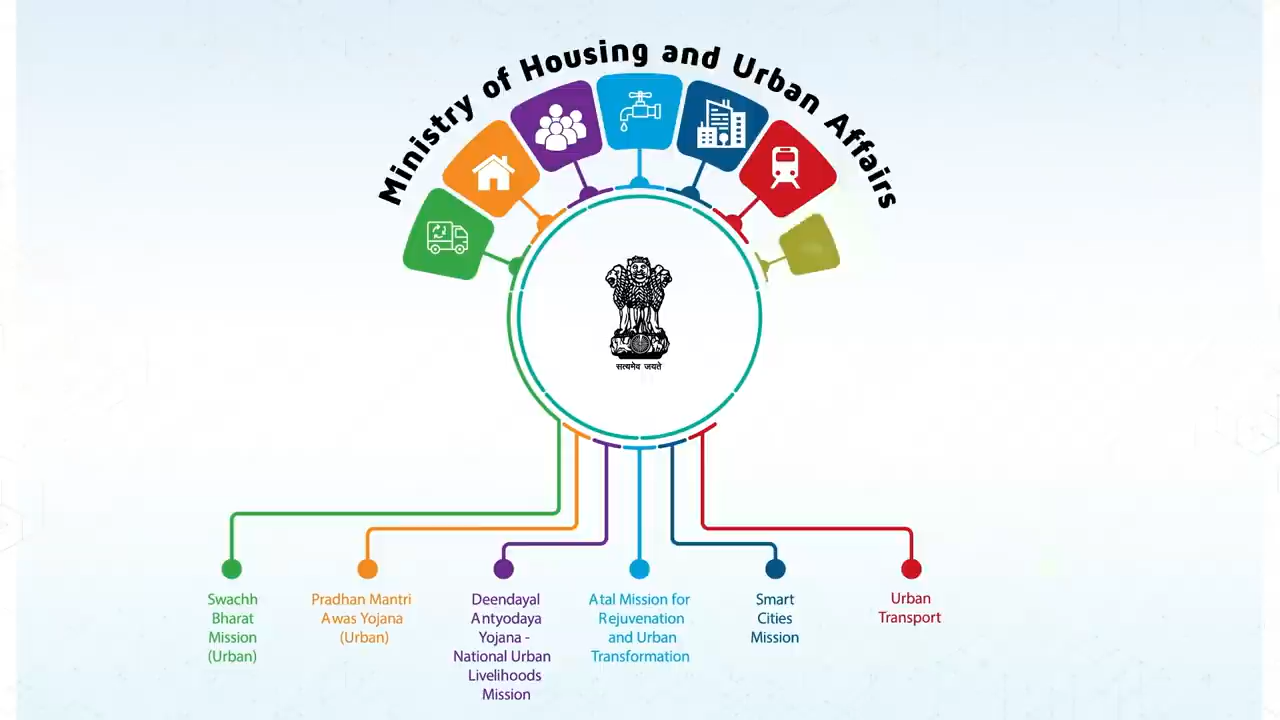 Ministry of Housing and Urban Affairs
सत्यमेव जयते
Swachh
Bharat
Mission
(Urban)
Pradhan Mantri
Awas Yojana
(Urban)
Deendayal
Antyodaya
Yojana -
National Urban
Livelihoods
Mission
Atal Mission for
Rejuvenation
and Urban
Transformation
Smart
Cities
Mission
Urban
Transport